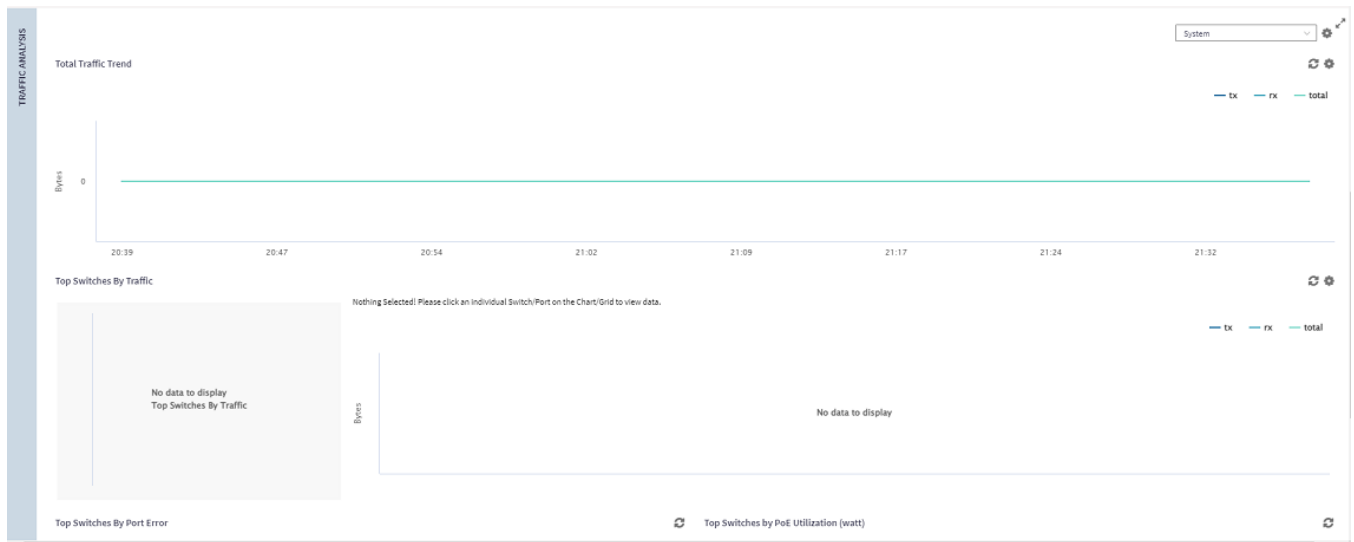 TRAFFIC ANALYSIS
System
Total Traffic Trend
tx rx total
Bytes
0
20:39 20:47 20:54 21:02 21:09 21:17 21:24 21:32
Top Switches By Traffic
Nothing Selected! Please click an individual Switch/Port on the Chart/Grid to view data.
tx rx total
No data to display
Top Switches By Traffic
Bytes
No data to display
Top Switches By Port Error
Top Switches by PoE Utilization (watt)